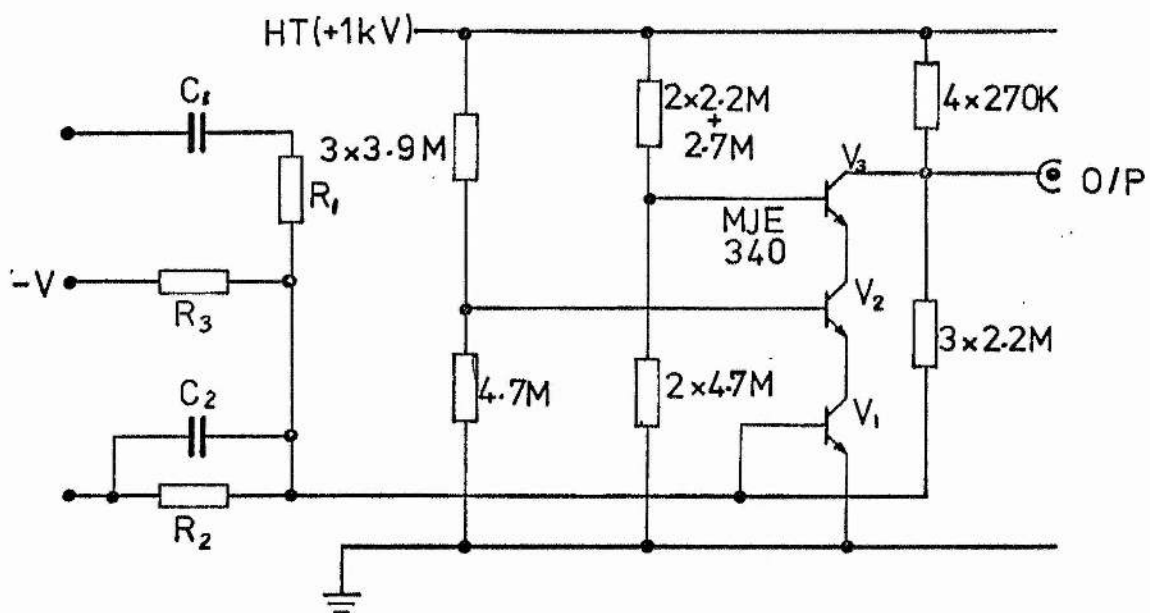 HT(+1kV)
C₁
3×3.9M
2×2.2M
+
2.7M
4×270K
R₁
V₃
O/P
MJE
340
-V
R₃
V₂
3×2.2M
C₂
4.7M
2×4.7M
V₁
R₂